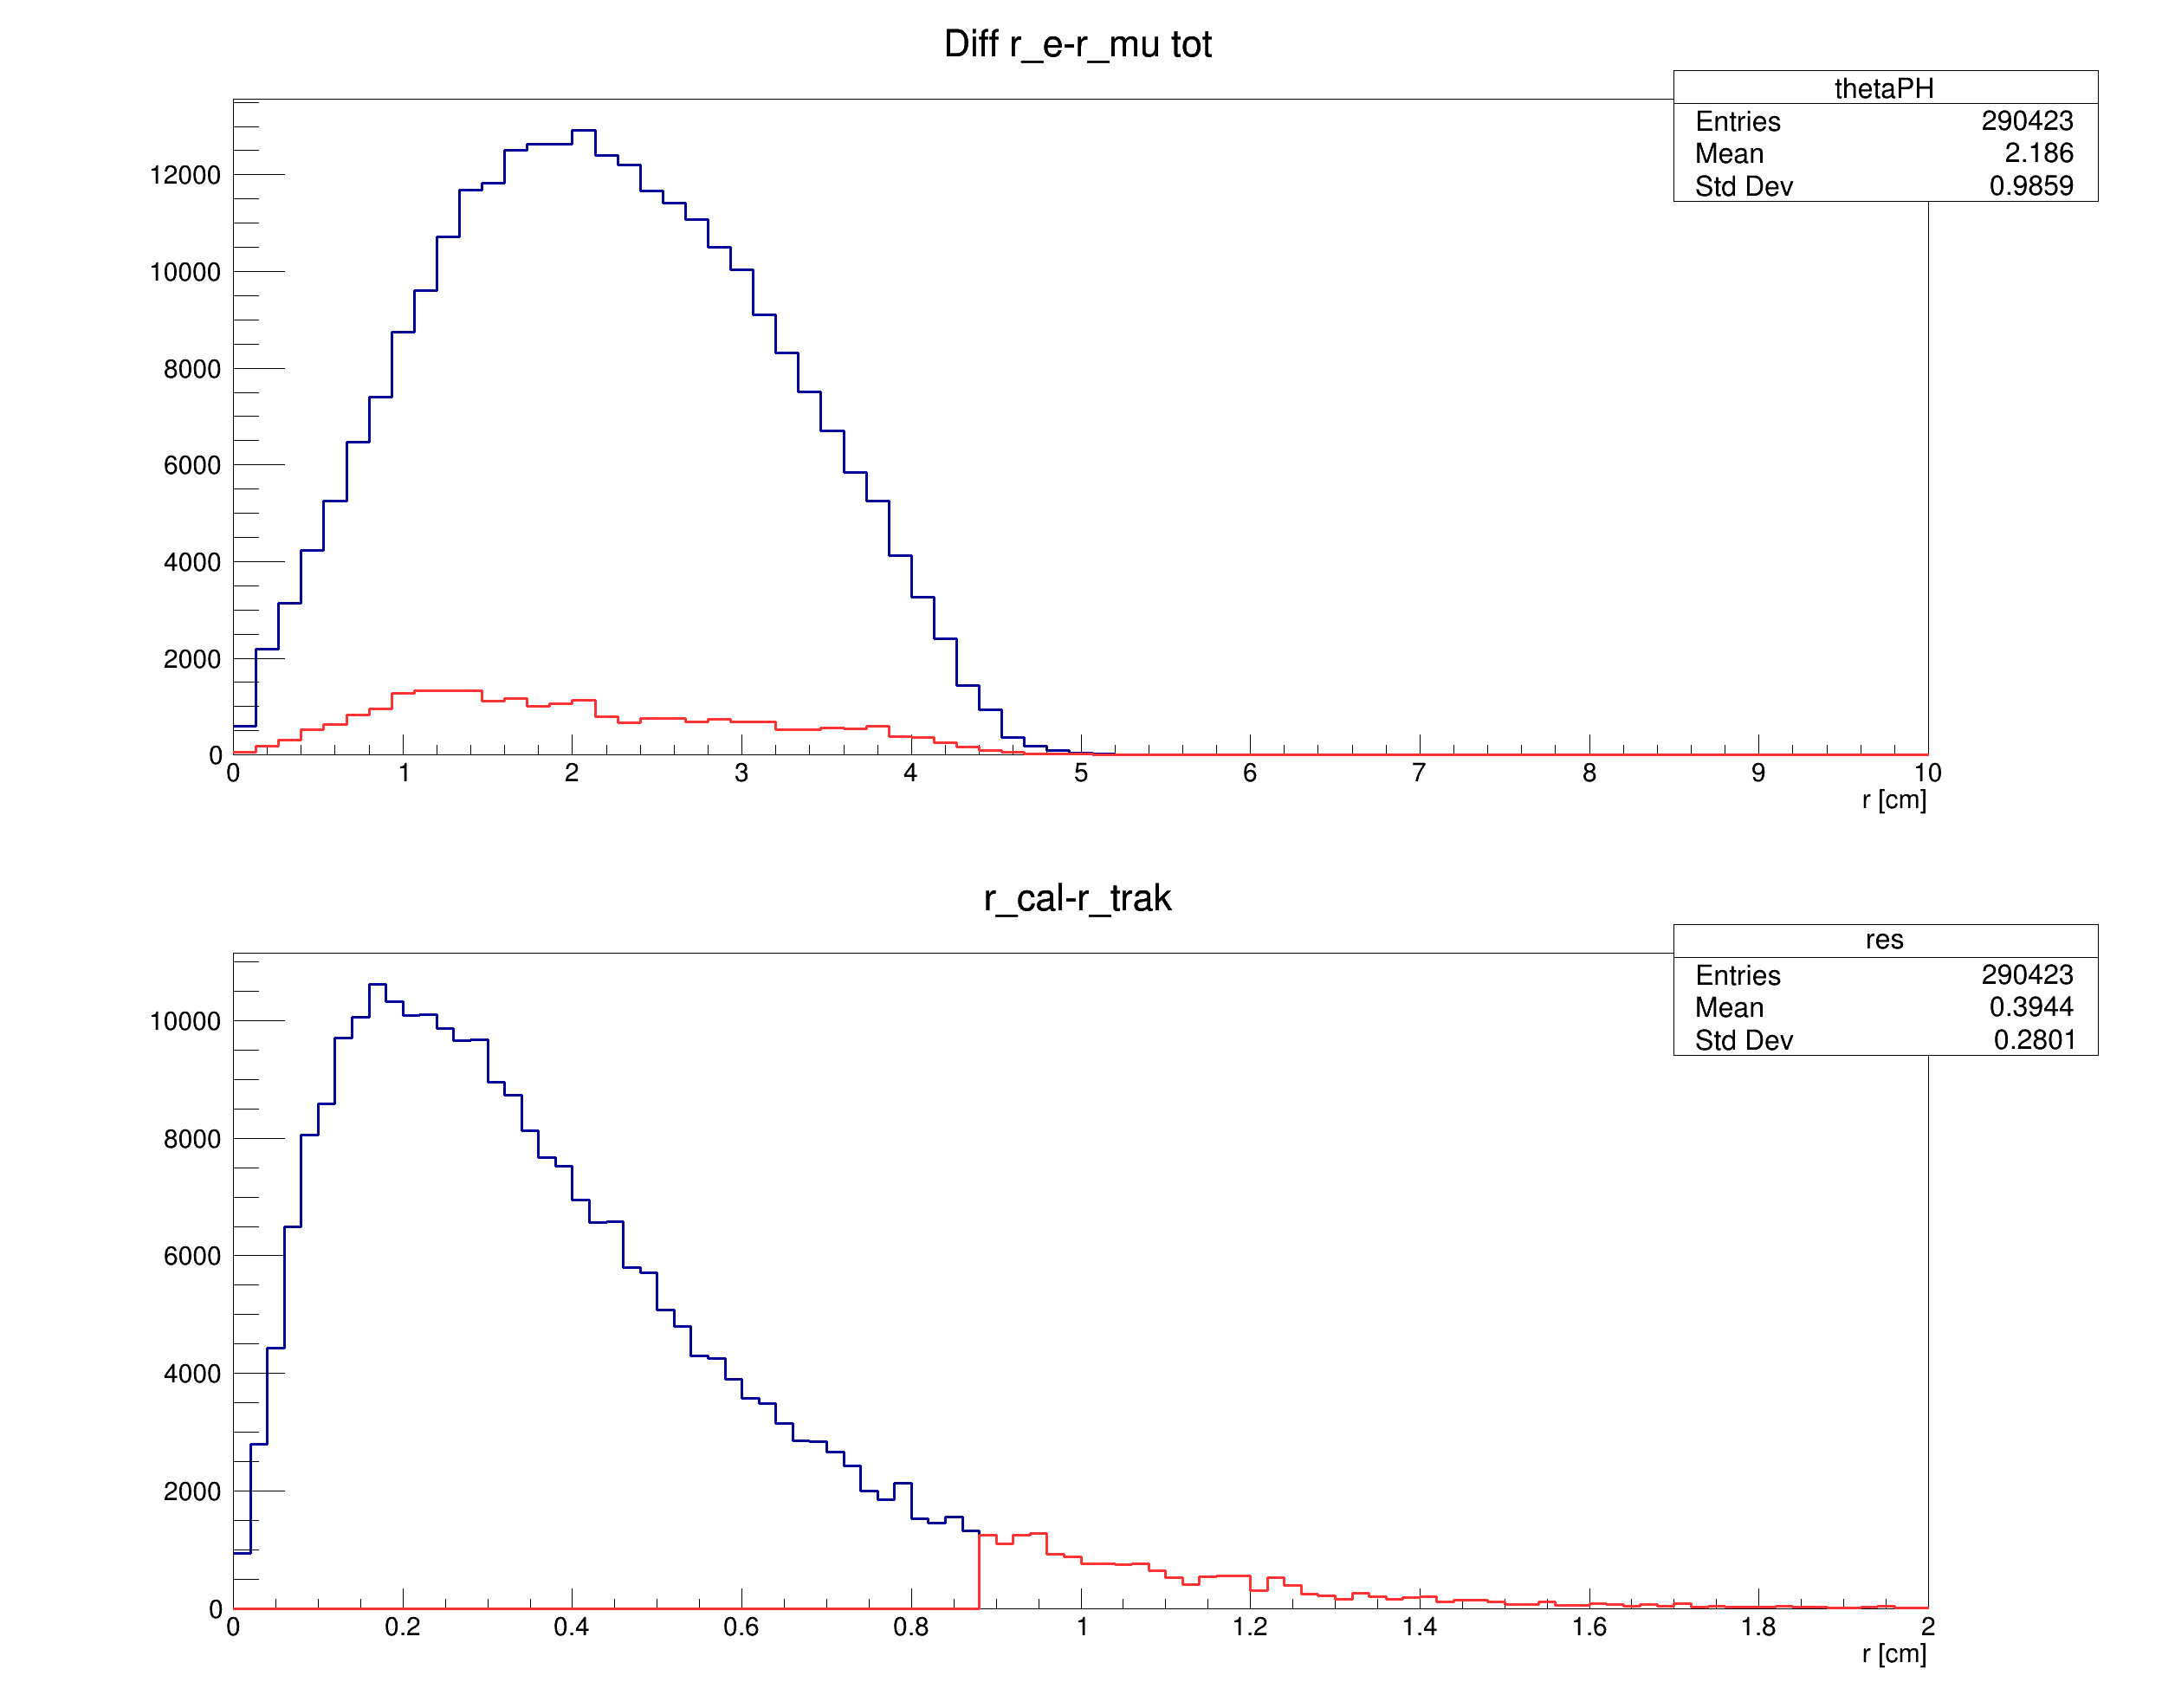 Diff r_e-r_mu tot
thetaPH
Entries 290423
Mean 2.186
Std Dev 0.9859
12000
10000
8000
6000
4000
2000
0
0 1 2 3 4 5 6 7 8 9 10
r [cm]
r_cal-r_trak
res
Entries 290423
Mean 0.3944
Std Dev 0.2801
10000
8000
6000
4000
2000
0
0 0.2 0.4 0.6 0.8 1 1.2 1.4 1.6 1.8 2
r [cm]